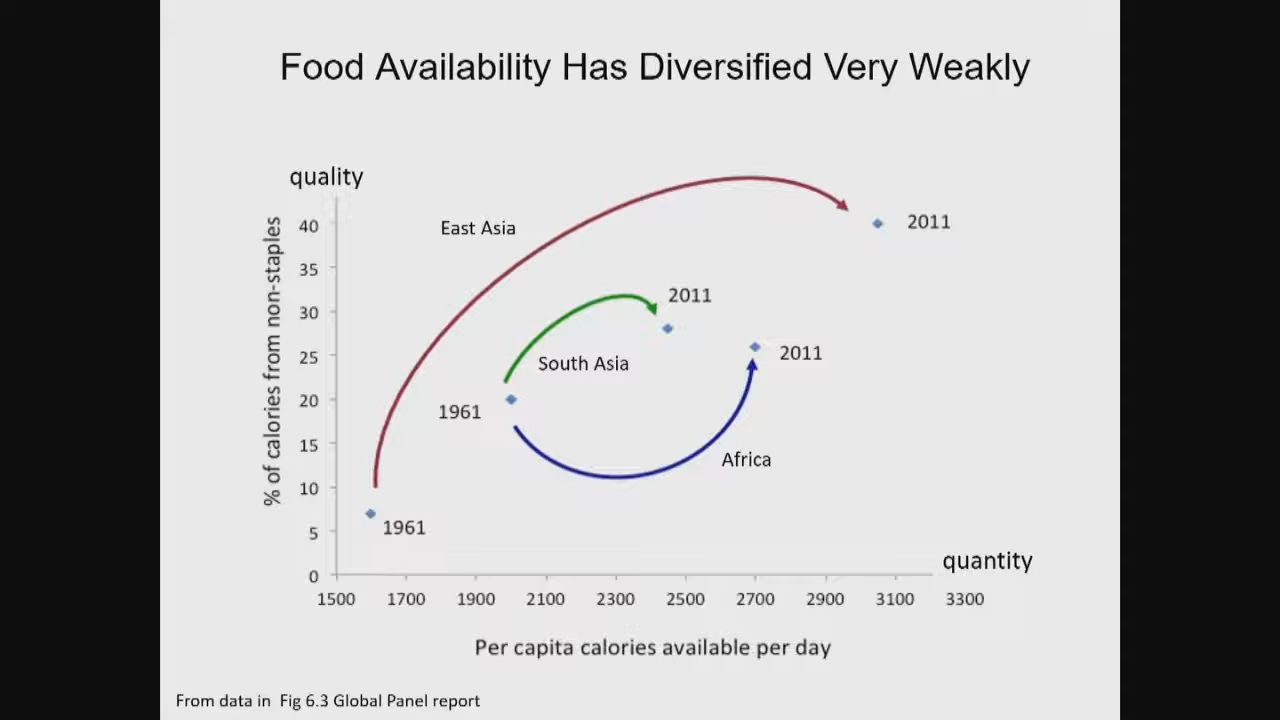 Food Availability Has Diversified Very Weakly
quality
% of calories from non-staples
40
35
30
25
20
15
10
5
0
East Asia
2011
2011
South Asia
2011
1961
Africa
1961
quantity
1500 1700 1900 2100 2300 2500 2700 2900 3100 3300
Per capita calories available per day
From data in Fig 6.3 Global Panel report